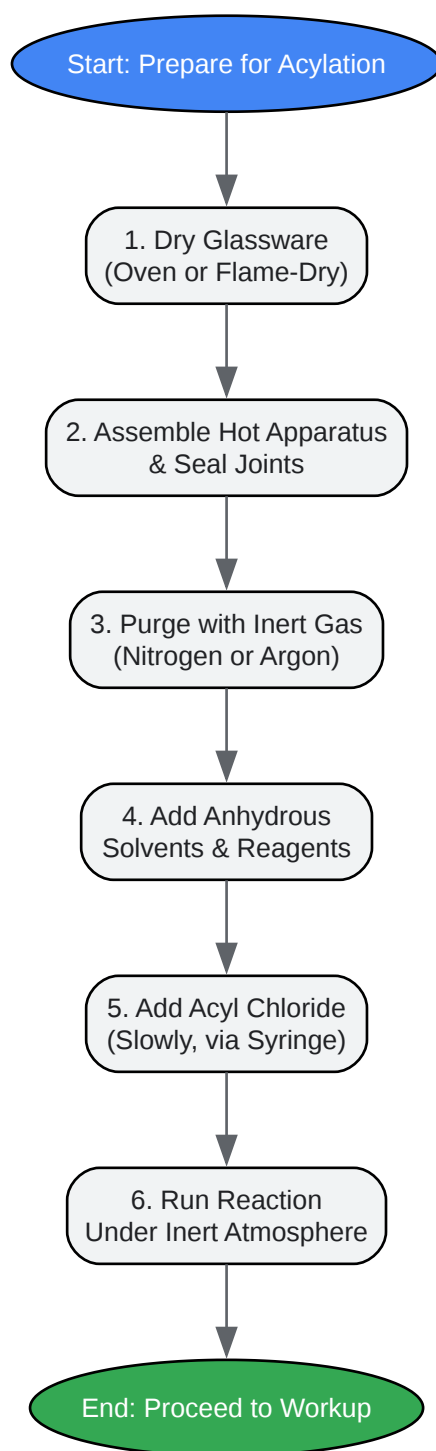 Start: Prepare for Acylation
1. Dry Glassware
(Oven or Flame-Dry)
2. Assemble Hot Apparatus
& Seal Joints
3. Purge with Inert Gas
(Nitrogen or Argon)
4. Add Anhydrous
Solvents & Reagents
5. Add Acyl Chloride
(Slowly, via Syringe)
6. Run Reaction
Under Inert Atmosphere
End: Proceed to Workup